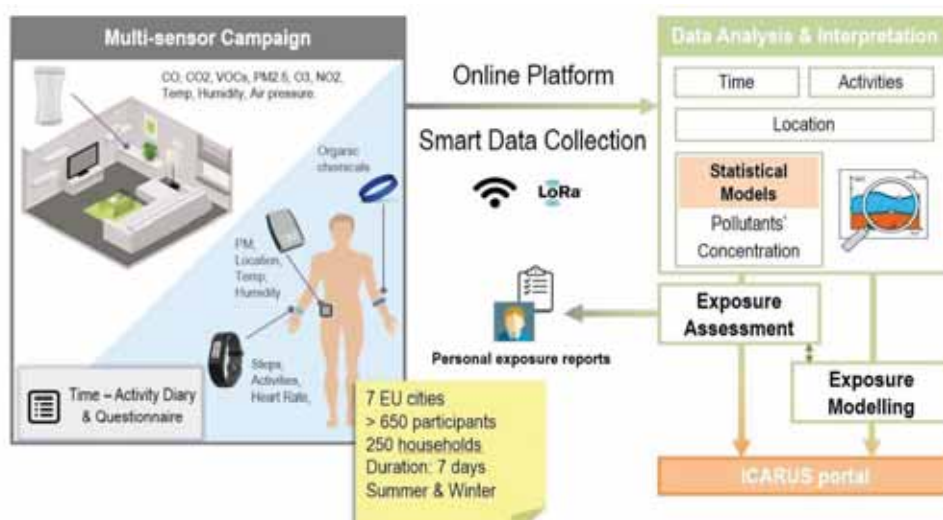 Multi-sensor Campaign
CO, CO2, VOCs, PM2.5, O3, NO2,
Temp, Humidity, Air pressure.
Organic
chemicals
PM,
Location,
Temp,
Humidity
Steps,
Activities,
Heart Rate,
Time – Activity Diary
& Questionnaire
7 EU cities
> 650 participants
250 households
Duration: 7 days
Summer & Winter
Online Platform
Smart Data Collection
LoRa
Personal exposure reports
Data Analysis & Interpretation
Time
Activities
Location
Statistical
Models
Pollutants'
Concentration
Exposure
Assessment
Exposure
Modelling
ICARUS portal